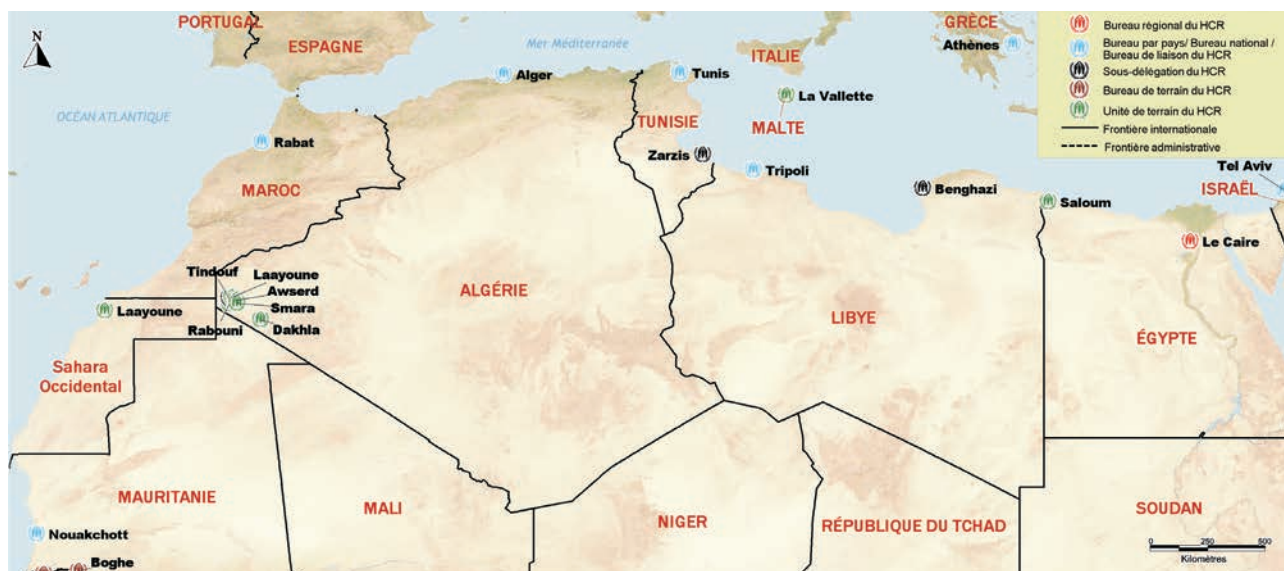 PORTUGAL
ESPAGNE
Mer Méditerranée
GRÈCE
Athènes
ITALIE
N
Bureau régional du HCR
Bureau par pays/ Bureau national /
Bureau de liaison du HCR
Sous-délégation du HCR
Bureau de terrain du HCR
Unité de terrain du HCR
Frontière internationale
Frontière administrative
Alger
Tunis
La Vallette
OCÉAN ATLANTIQUE
TUNISIE
MALTE
Rabat
Zarzis
Tripoli
Tel Aviv
MAROC
Benghazi
ISRAËL
Saloum
Le Caire
Tindouf
Laayoune
Awserd
Smara
Laayoune
Rabouni
Dakhla
ALGÉRIE
LIBYE
ÉGYPTE
Sahara
Occidental
MAURITANIE
MALI
NIGER
RÉPUBLIQUE DU TCHAD
SOUDAN
Nouakchott
Boghe
0 250 500
Kilomètres